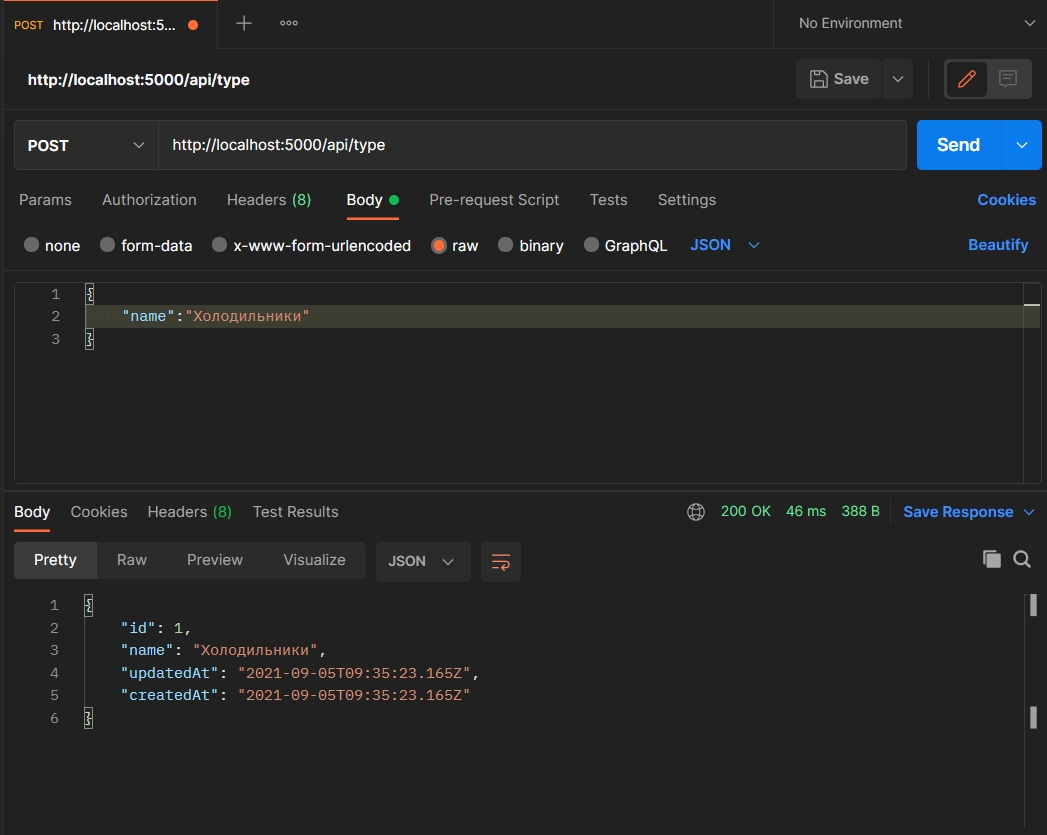 POST http://localhost:5... No Environment
http://localhost:5000/api/type Save
POST http://localhost:5000/api/type Send
Params Authorization Headers (8) Body Pre-request Script Tests Settings Cookies
none form-data x-www-form-urlencoded raw binary GraphQL JSON Beautify
1 {
2 "name":"Холодильники"
3 }
Body Cookies Headers (8) Test Results 200 OK 46 ms 388 B Save Response
Pretty Raw Preview Visualize JSON
1 {
2 "id": 1,
3 "name": "Холодильники",
4 "updatedAt": "2021-09-05T09:35:23.165Z",
5 "createdAt": "2021-09-05T09:35:23.165Z"
6 }